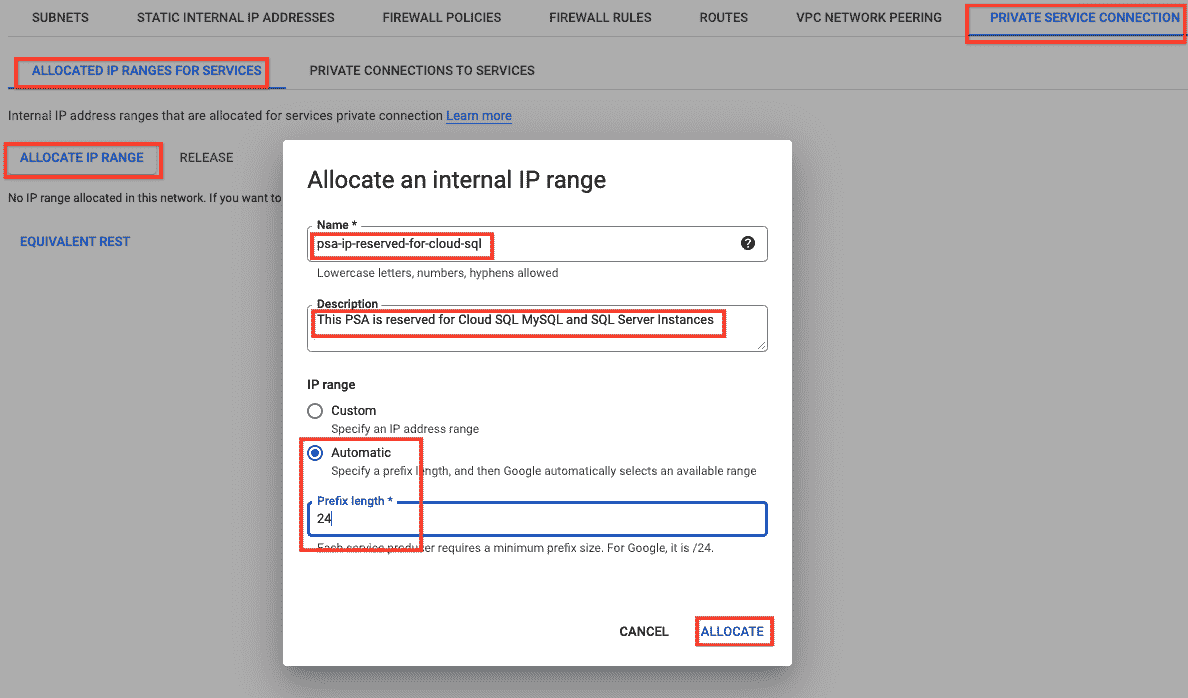 SUBNETS STATIC INTERNAL IP ADDRESSES FIREWALL POLICIES FIREWALL RULES ROUTES VPC NETWORK PEERING PRIVATE SERVICE CONNECTION
ALLOCATED IP RANGES FOR SERVICES PRIVATE CONNECTIONS TO SERVICES
Internal IP address ranges that are allocated for services private connection Learn more
ALLOCATE IP RANGE RELEASE
No IP range allocated in this network. If you want to
EQUIVALENT REST
Allocate an internal IP range
Name *
psa-ip-reserved-for-cloud-sql
Lowercase letters, numbers, hyphens allowed
Description
This PSA is reserved for Cloud SQL MySQL and SQL Server Instances
IP range
Custom
Specify an IP address range
Automatic
Specify a prefix length, and then Google automatically selects an available range
Prefix length *
24
Each service producer requires a minimum prefix size. For Google, it is /24.
CANCEL ALLOCATE